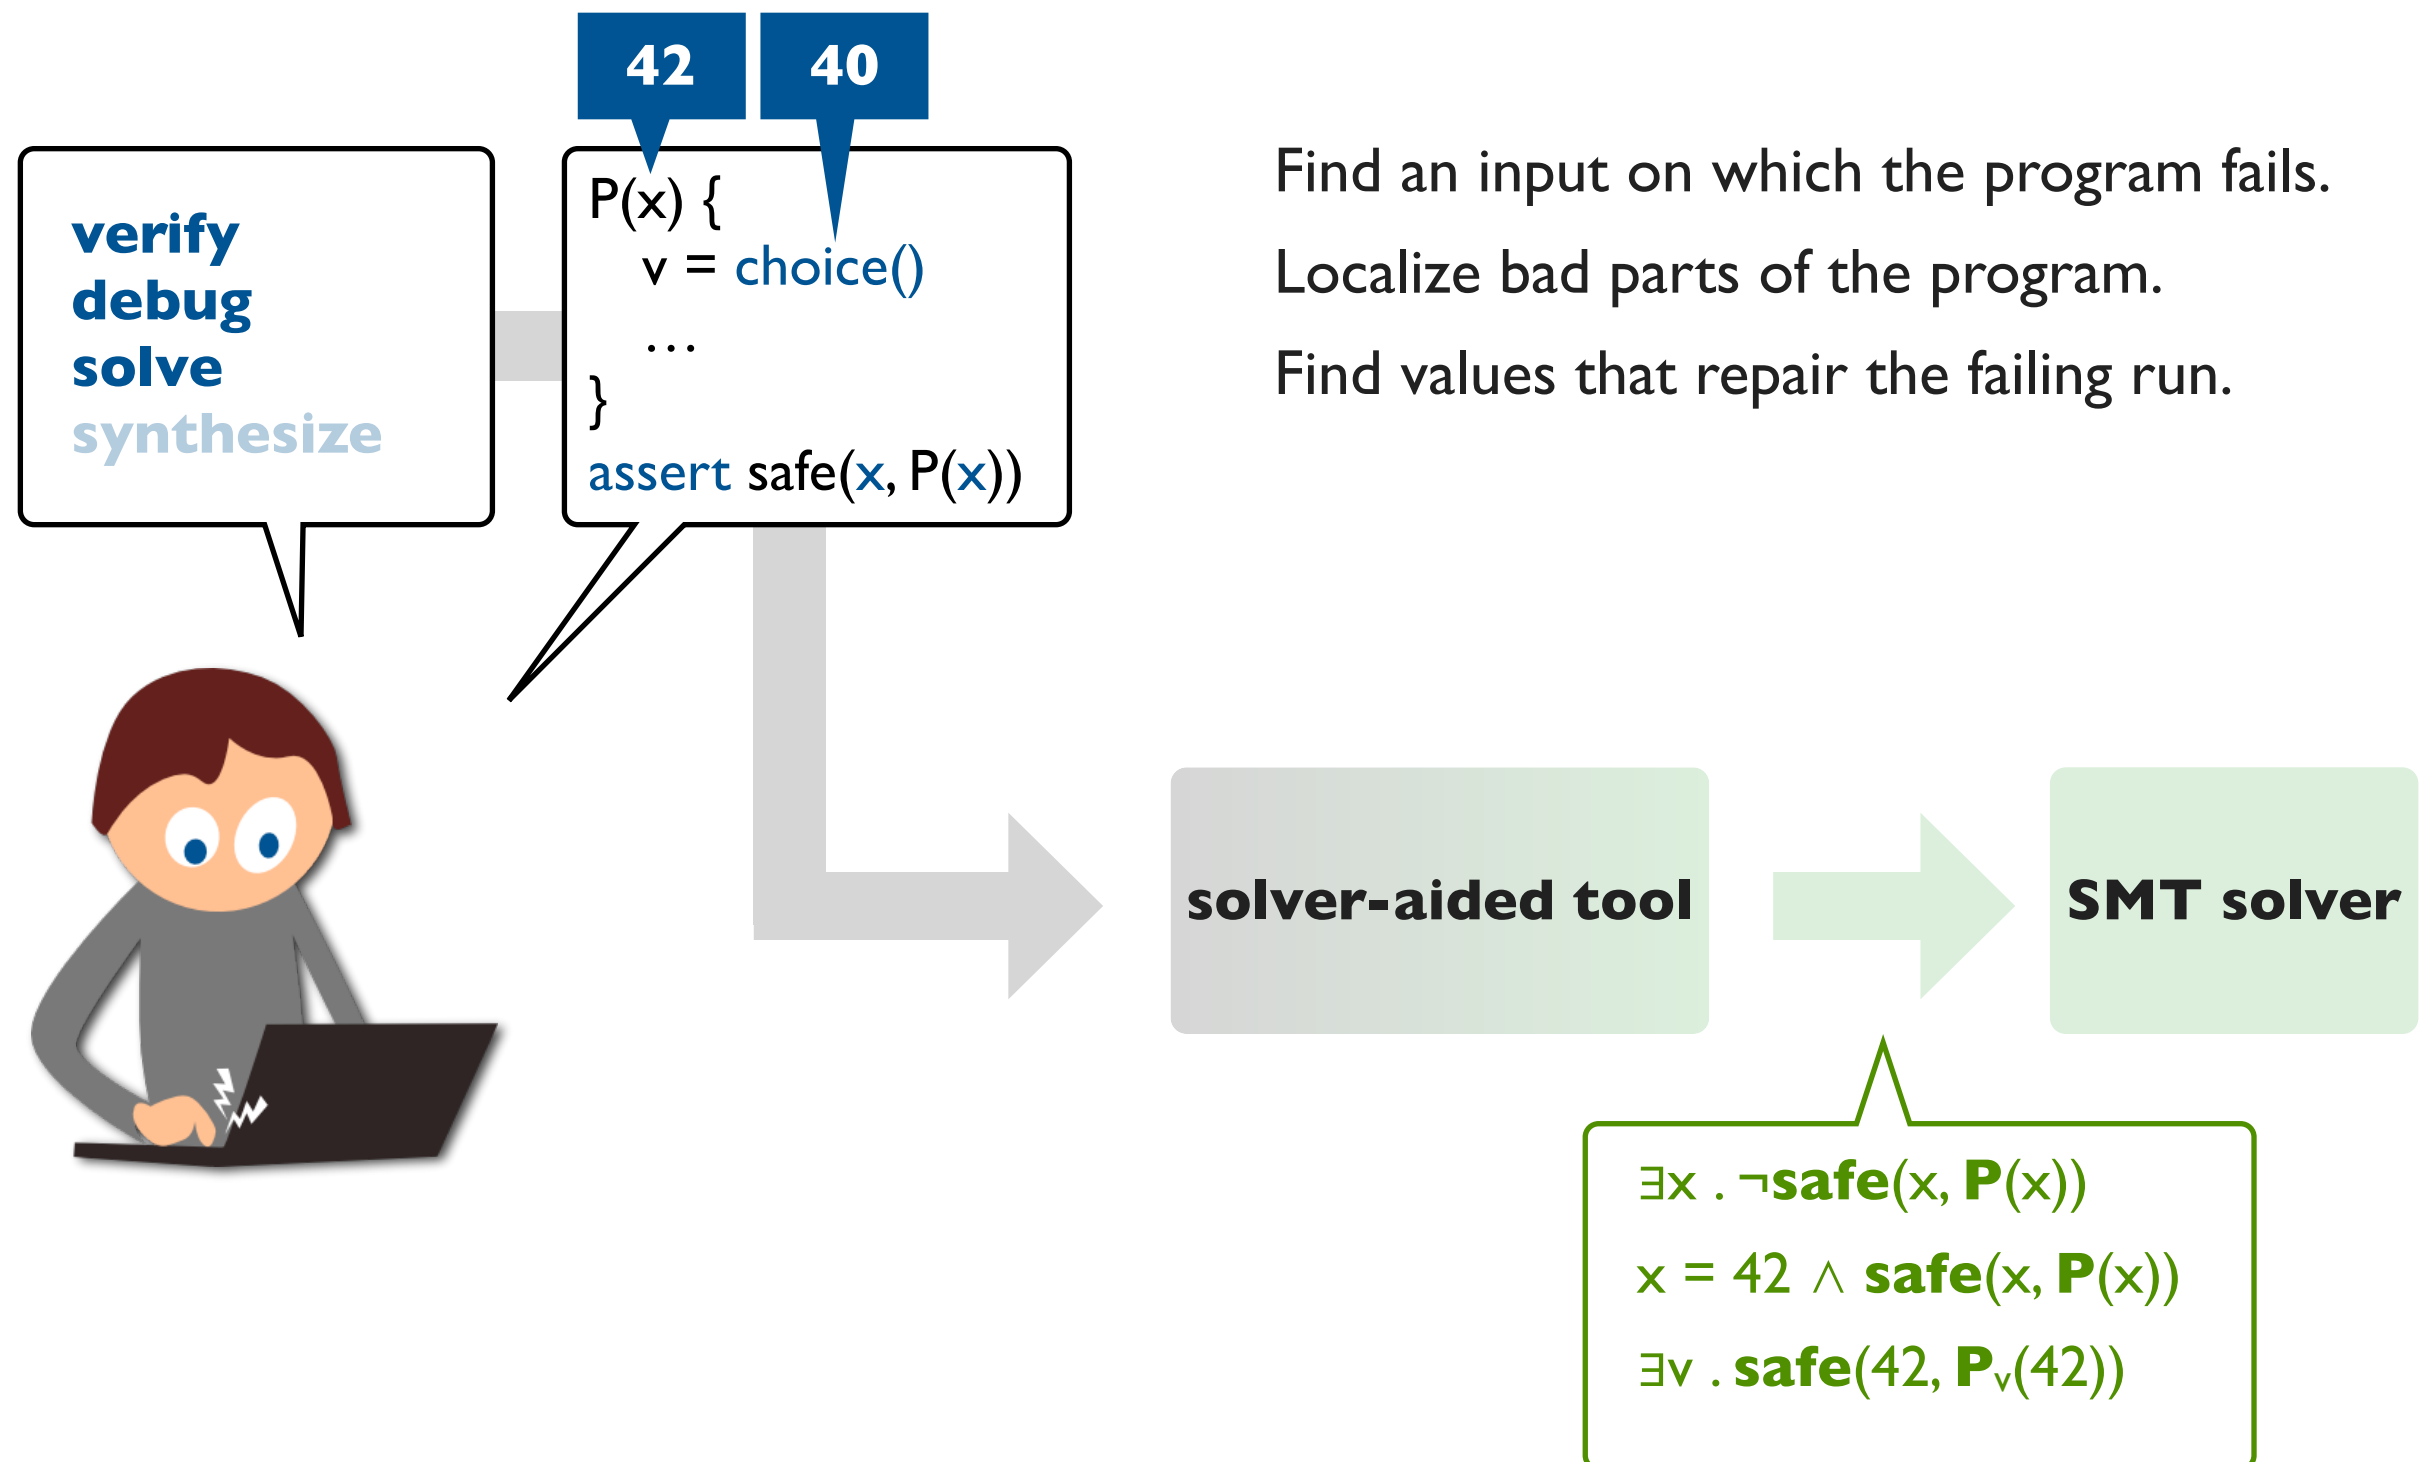 42
40
verify
debug
solve
synthesize
P(x) {
v = choice()
…
}
assert safe(x, P(x))
Find an input on which the program fails.
Localize bad parts of the program.
Find values that repair the failing run.
solver-aided tool
SMT solver
∃x . ¬safe(x, P(x))
x = 42 ∧ safe(x, P(x))
∃v . safe(42, Pᵥ(42))